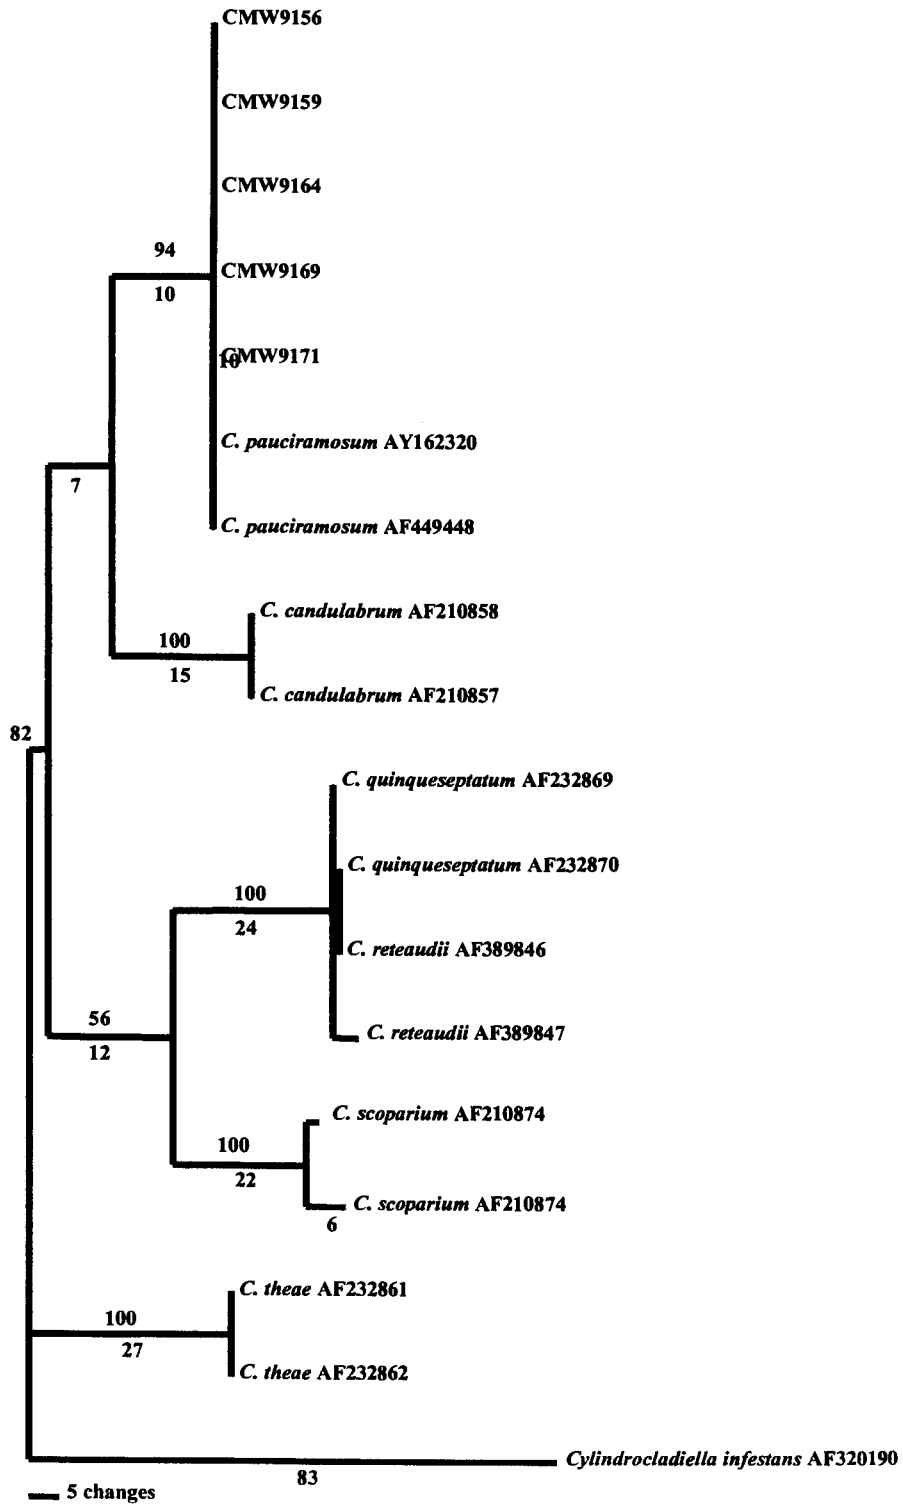 CMW9156
CMW9159
CMW9164
94
CMW9169
10
CMW9171
10
C. pauciramosum AY162320
7
C. pauciramosum AF449448
C. candulabrum AF210858
100
15
C. candulabrum AF210857
82
C. quinqueseptatum AF232869
C. quinqueseptatum AF232870
100
24
C. reteaudii AF389846
56
C. reteaudii AF389847
12
C. scoparium AF210874
100
22
C. scoparium AF210874
6
C. theae AF232861
100
27
C. theae AF232862
Cylindrocladiella infestans AF320190
83
5 changes